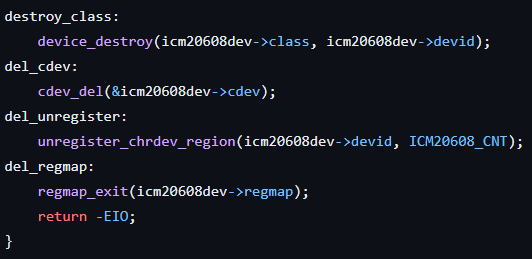 destroy_class:
    device_destroy(icm20608dev->class, icm20608dev->devid);
del_cdev:
    cdev_del(&icm20608dev->cdev);
del_unregister:
    unregister_chrdev_region(icm20608dev->devid, ICM20608_CNT);
del_regmap:
    regmap_exit(icm20608dev->regmap);
    return -EIO;
}